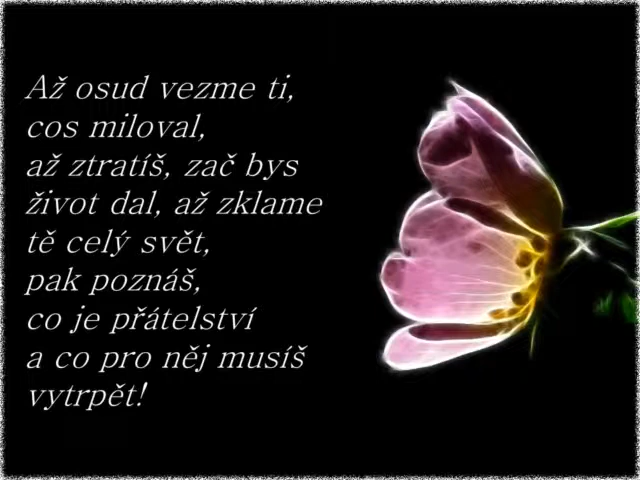 Až osud vezme ti,
cos miloval,
až ztratíš, zač bys
život dal, až zklame
tě celý svět,
pak poznáš,
co je přátelství
a co pro něj musíš
vytrpět!